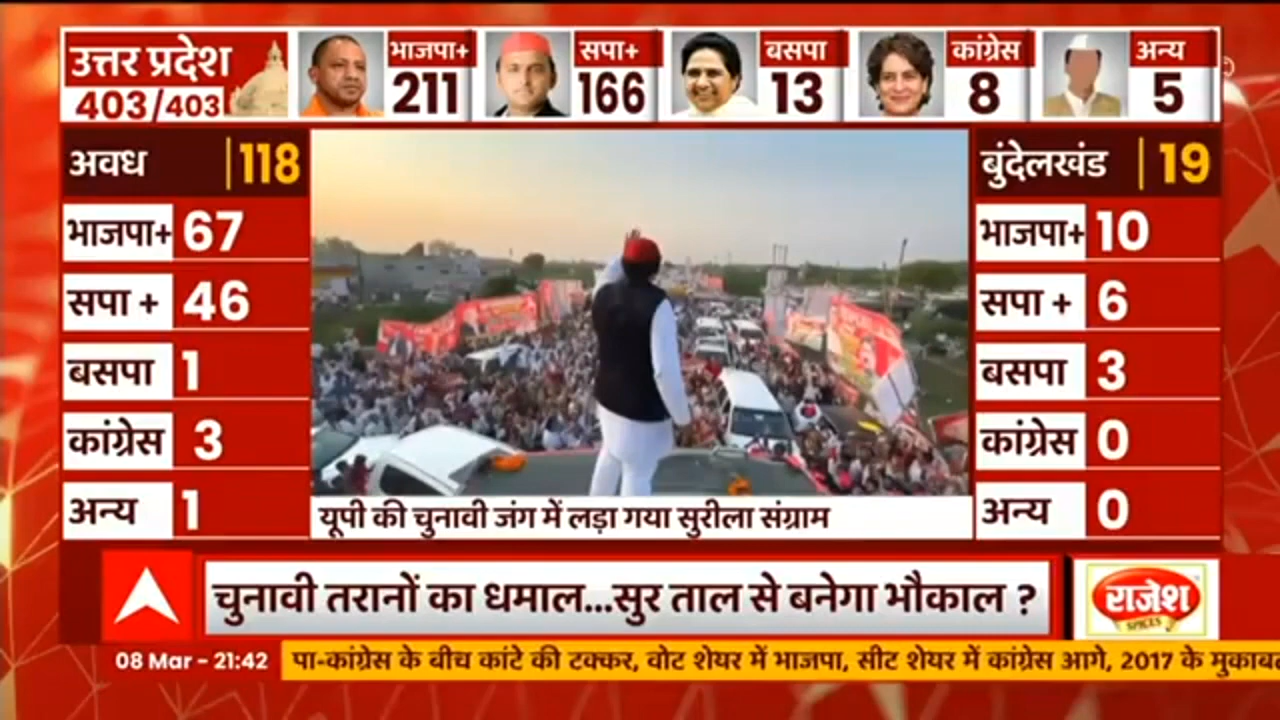 उत्तर प्रदेश
403/403
भाजपा+
211
सपा+
166
बसपा
13
कांग्रेस
8
अन्य
5
अवध 118
भाजपा+ 67
सपा + 46
बसपा 1
कांग्रेस 3
अन्य 1
बुंदेलखंड 19
भाजपा+ 10
सपा + 6
बसपा 3
कांग्रेस 0
अन्य 0
यूपी की चुनावी जंग में लड़ा गया सुरीला संग्राम
चुनावी तरानों का धमाल...सुर ताल से बनेगा भौकाल ?
राजेश
SPICES
08 Mar - 21:42
पा-कांग्रेस के बीच कांटे की टक्कर, वोट शेयर में भाजपा, सीट शेयर में कांग्रेस आगे, 2017 के मुकाबल